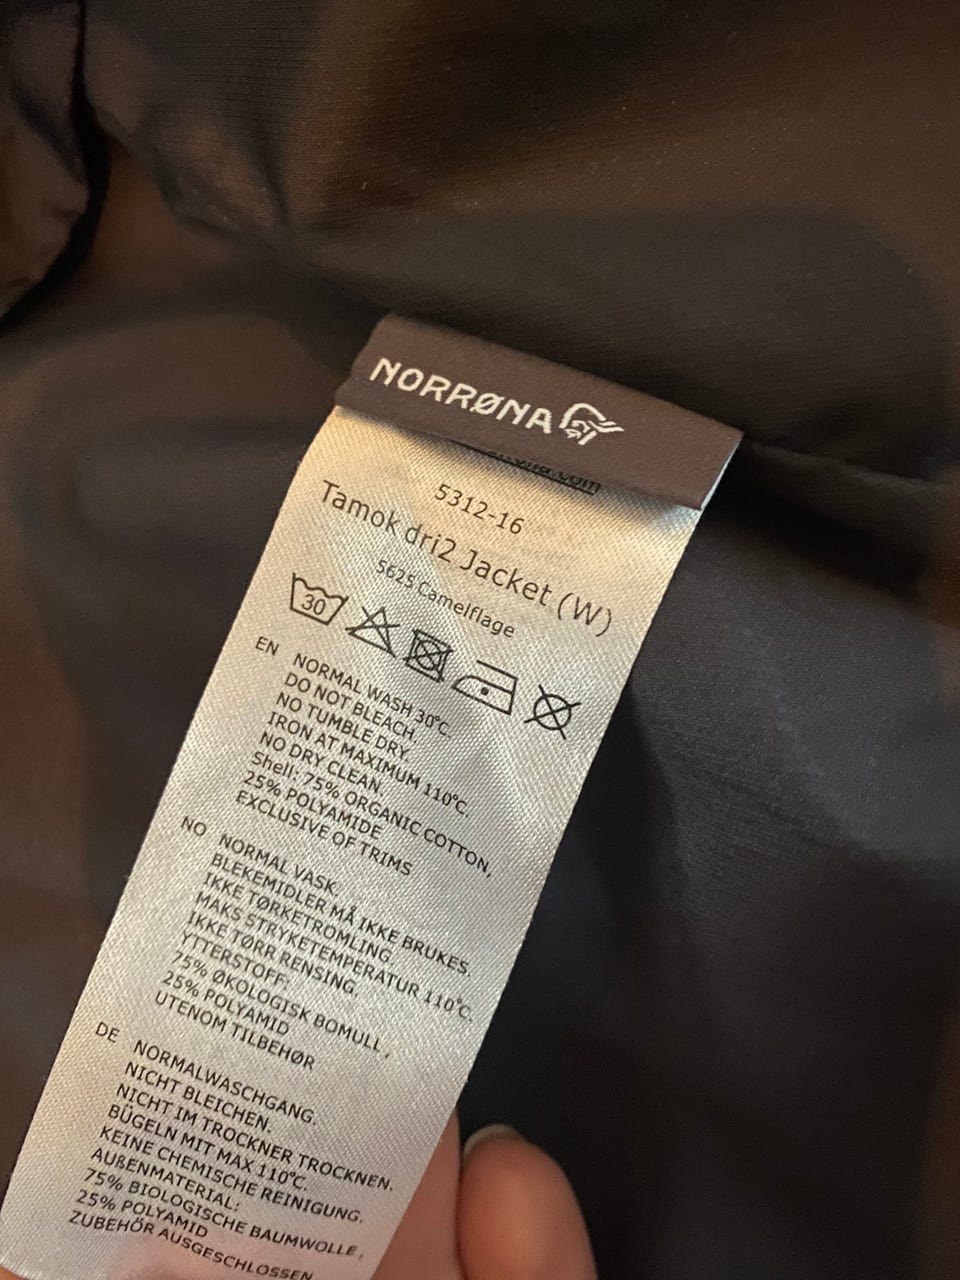 NORRØNA
5312-16
Tamok dri2 Jacket (W)
5625 Camelflage
30
EN NORMAL WASH 30°C.
DO NOT BLEACH
NO TUMBLE DRY.
IRON AT MAXIMUM 110°C.
NO DRY CLEAN.
Shell: 75% ORGANIC COTTON,
25% POLYAMIDE
EXCLUSIVE OF TRIMS
NO NORMAL VASK.
BLEKEMIDLER MÅ IKKE BRUKES.
IKKE TØRKETROMLING.
MAKS STRYKETEMPERATUR 110°C.
IKKE TØRR RENSING.
YTTERSTOFF:
75% ØKOLOGISK BOMULL,
25% POLYAMID
UTENOM TILBEHØR
DE NORMALWASCHGANG.
NICHT BLEICHEN.
NICHT IM TROCKNER TROCKNEN.
BÜGELN MIT MAX 110°C.
KEINE CHEMISCHE REINIGUNG.
AUßENMATERIAL:
75% BIOLOGISCHE BAUMWOLLE,
25% POLYAMID
ZUBEHÖR AUSGESCHLOSSEN